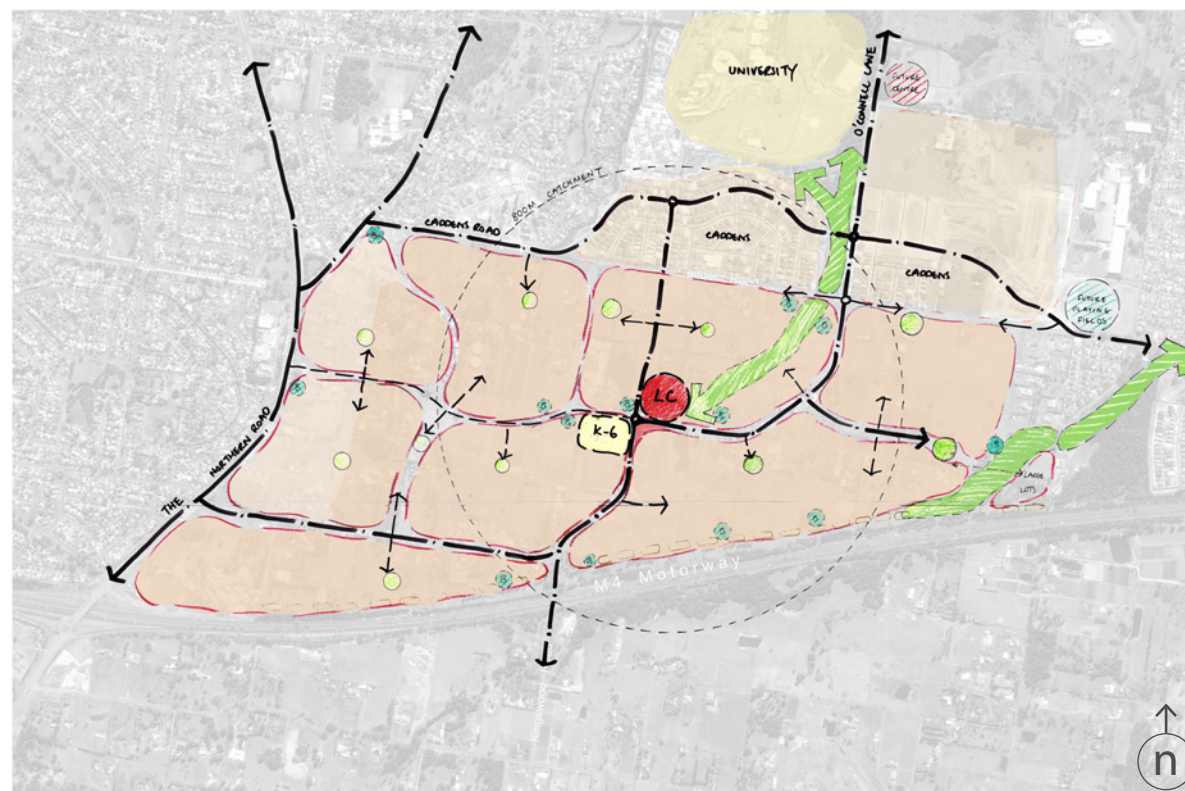 UNIVERSITY
O'CONNELL LANE
FUTURE
CENTRE
800M CATCHMENT
CADDENS ROAD
CADDENS
CADDENS
FUTURE
PLAYING
FIELDS
LC
K-6
THE NORTHERN ROAD
LARGE
LOTS
M4 Motorway
n